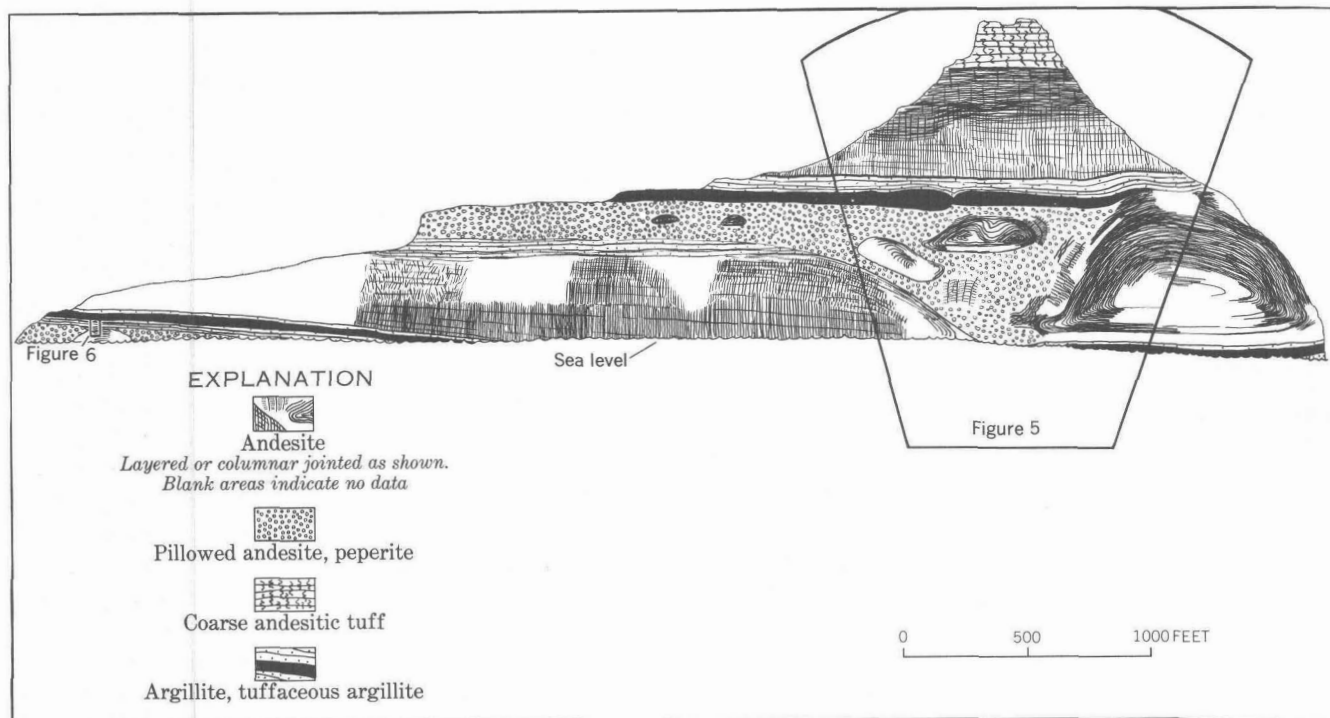 Figure 6
Sea level
Figure 5
EXPLANATION
Andesite
Layered or columnar jointed as shown.
Blank areas indicate no data
Pillowed andesite, peperite
Coarse andesitic tuff
Argillite, tuffaceous argillite
0 500 1000 FEET